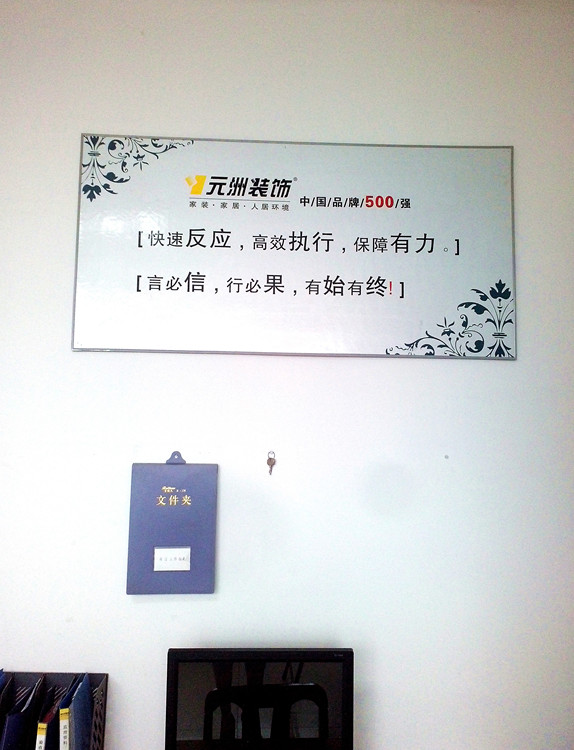 元洲装饰®
家装·家居·人居环境
中/国/品/牌/500/强
[快速反应，高效执行，保障有力。]
[言必信，行必果，有始有终!]
文件夹